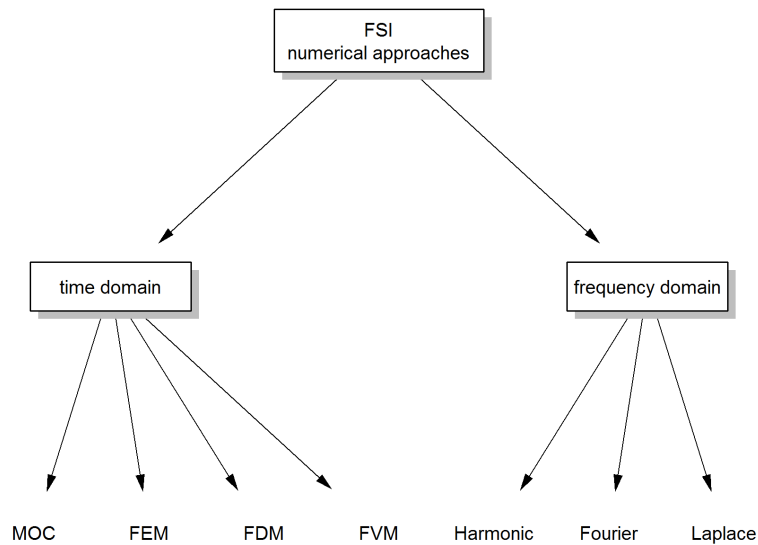 FSI
numerical approaches
time domain
frequency domain
MOC
FEM
FDM
FVM
Harmonic
Fourier
Laplace